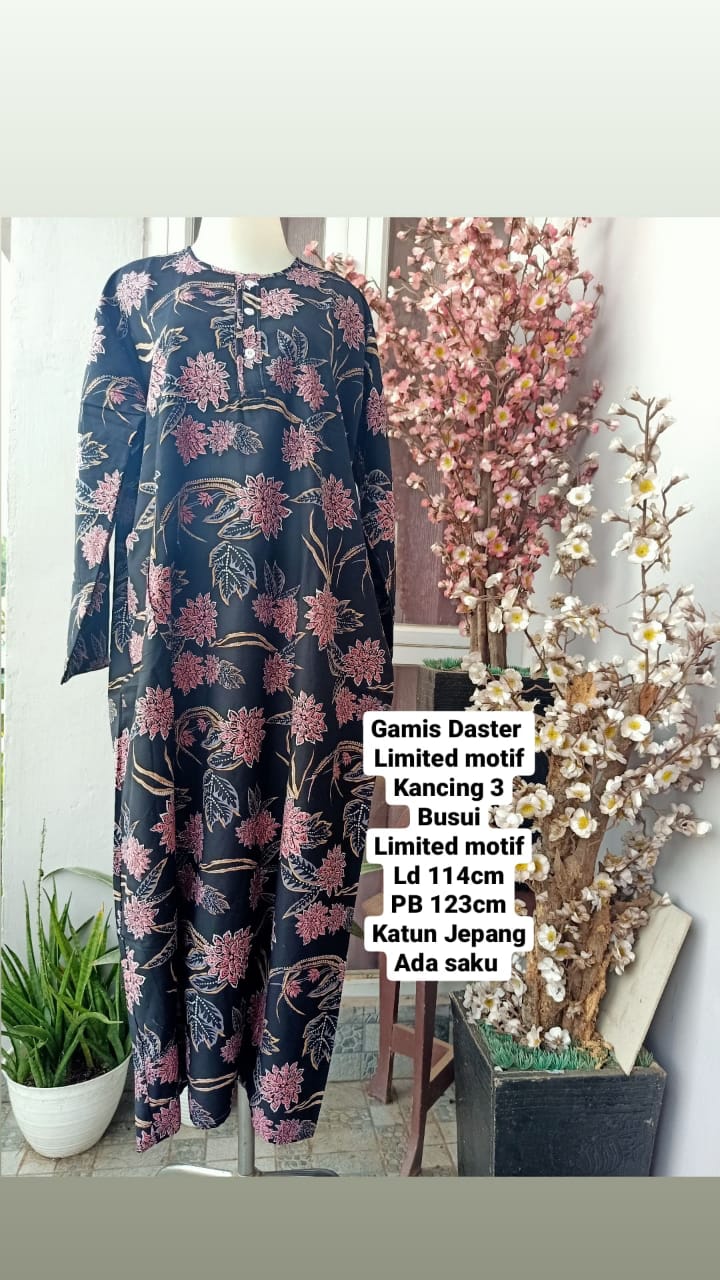 Gamis Daster
Limited motif
Kancing 3
Busui
Limited motif
Ld 114cm
PB 123cm
Katun Jepang
Ada saku